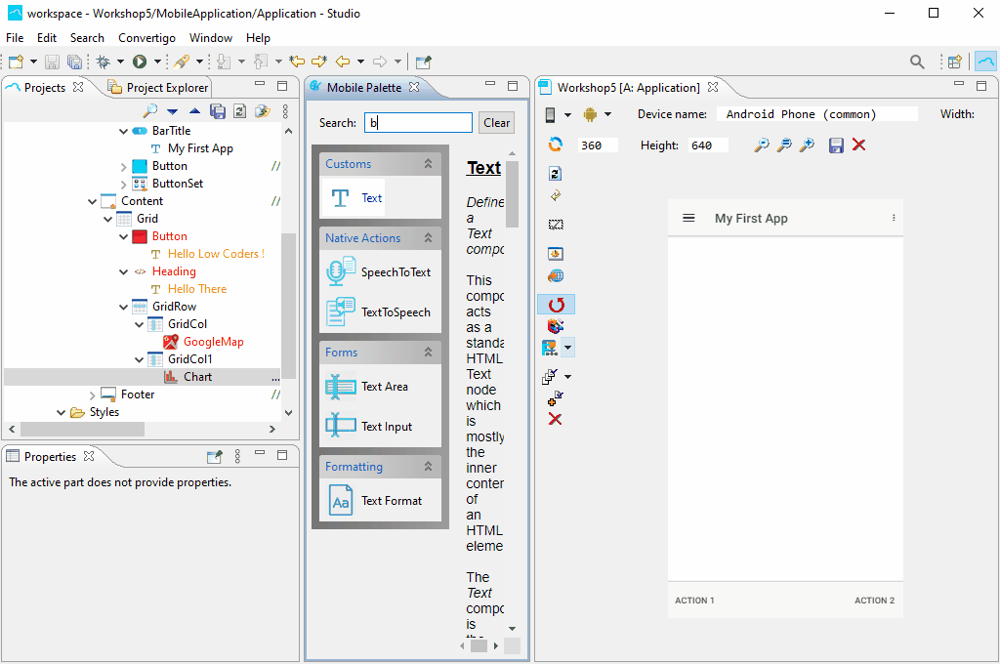 workspace - Workshop5/MobileApplication/Application - Studio
File Edit Search Convertigo Window Help
Projects
Project Explorer
BarTitle
My First App
Button //
ButtonSet
Content //
Grid
Button
Hello Low Coders !
Heading
Hello There
GridRow
GridCol
GoogleMap
GridCol1
Chart ...
Footer //
Styles
Properties
The active part does not provide properties.
Mobile Palette
Search: b Clear
Customs
Text
Native Actions
SpeechToText
TextToSpeech
Forms
Text Area
Text Input
Formatting
Text Format
Text
Define
a
Text
compo
This
compo
acts
as a
standa
HTML
Text
node
which
is
mostly
the
inner
conter
of
an
HTML
eleme
The
Text
compo
is
Workshop5 [A: Application]
Device name: Android Phone (common) Width:
360 Height: 640
My First App
ACTION 1 ACTION 2